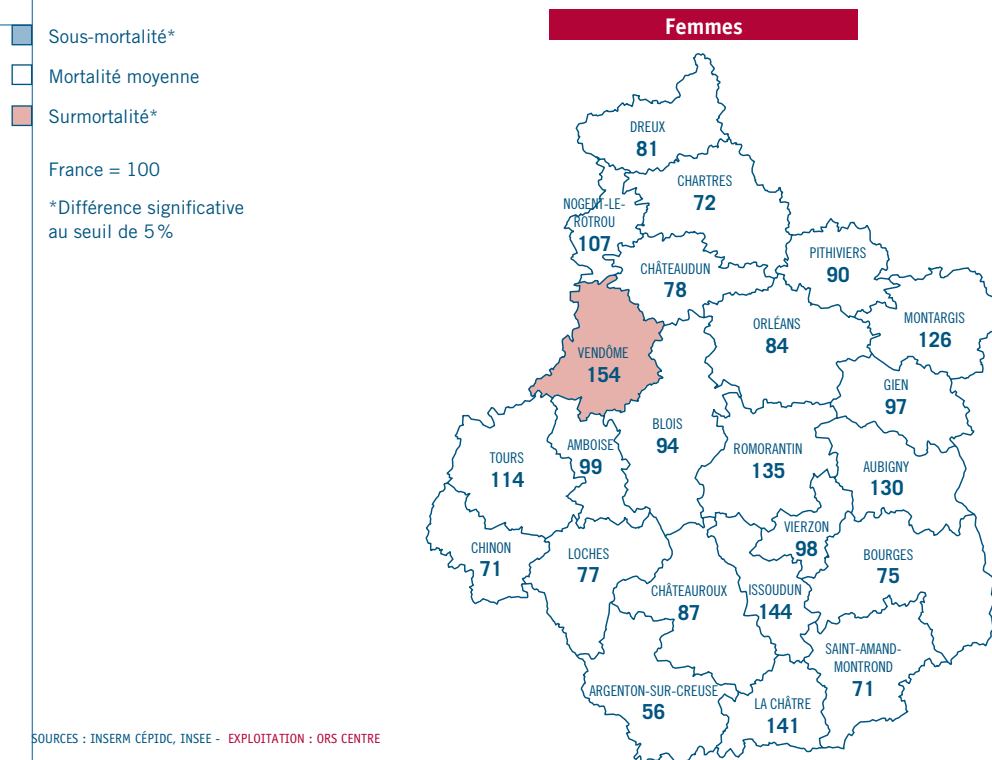 Sous-mortalité*
Mortalité moyenne
Surmortalité*
France = 100
*Différence significative
au seuil de 5 %
Femmes
DREUX
81
CHARTRES
72
NOGENT-LE-
ROTROU
107
CHÂTEAUDUN
78
PITHIVIERS
90
ORLÉANS
84
MONTARGIS
126
VENDÔME
154
GIEN
97
BLOIS
94
AMBOISE
99
TOURS
114
ROMORANTIN
135
AUBIGNY
130
VIERZON
98
CHINON
71
LOCHES
77
BOURGES
75
CHÂTEAUROUX
87
ISSOUDUN
144
SAINT-AMAND-
MONTROND
71
ARGENTON-SUR-CREUSE
56
LA CHÂTRE
141
SOURCES : INSERM CÉPIDC, INSEE - EXPLOITATION : ORS CENTRE